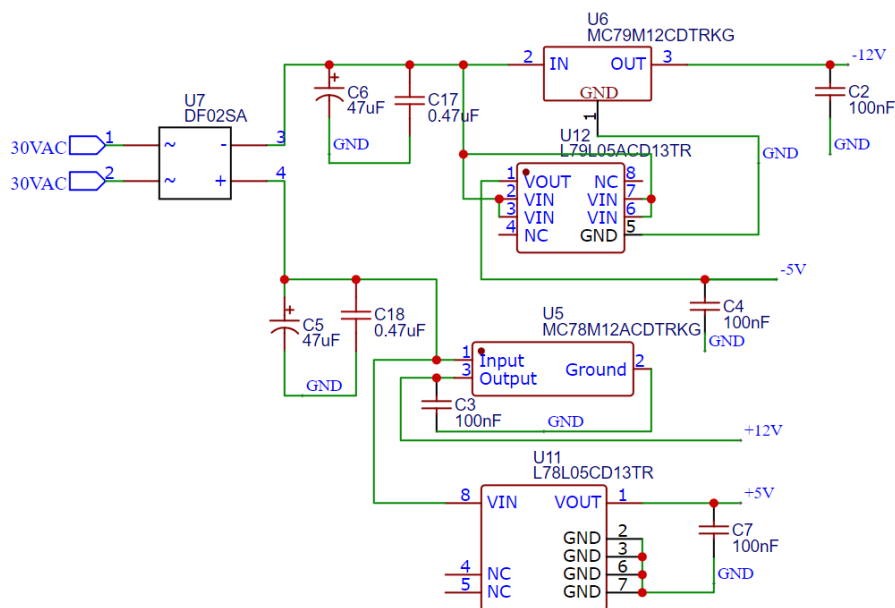 U6
MC79M12CDTRKG
2 IN OUT 3
GND
1
-12V
C6
47uF
C17
0.47uF
GND
C2
100nF
GND
U7
DF02SA
30VAC 1 ~ - 3
30VAC 2 ~ + 4
U12
L79L05ACD13TR
GND
1 VOUT NC 8
2 VIN VIN 7
3 VIN VIN 6
4 NC GND 5
-5V
C4
100nF
GND
C5
47uF
C18
0.47uF
GND
U5
MC78M12ACDTRKG
1 Input
3 Output
Ground 2
C3
100nF
GND
+12V
U11
L78L05CD13TR
8 VIN VOUT 1
+5V
GND 2
GND 3
GND 6
GND 7
4 NC
5 NC
C7
100nF
GND